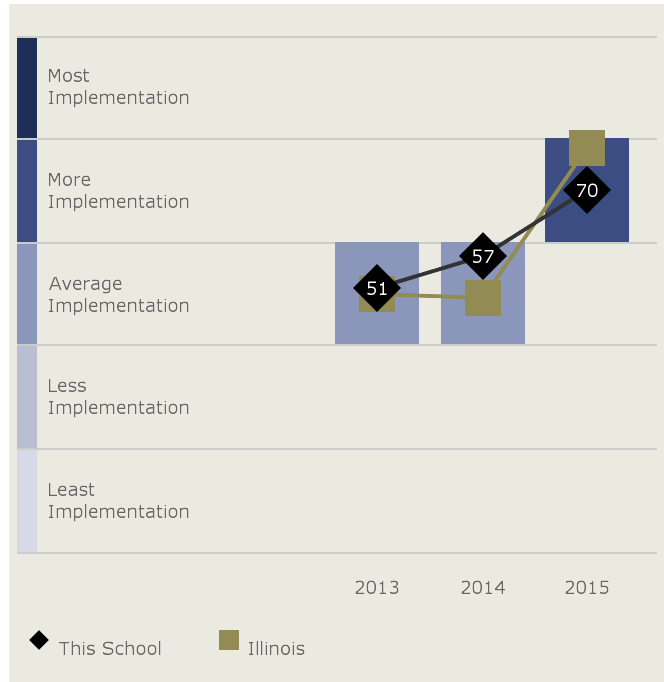 Most
Implementation
More
Implementation
70
57
Average
Implementation
51
Less
Implementation
Least
Implementation
2013 2014 2015
This School Illinois